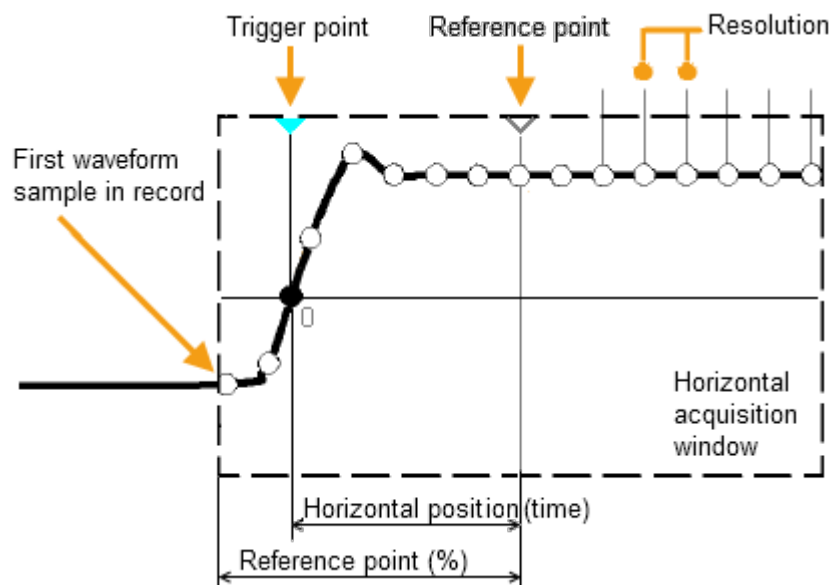 Trigger point
Reference point
Resolution
First waveform
sample in record
0
Horizontal
acquisition
window
Horizontal position (time)
Reference point (%)